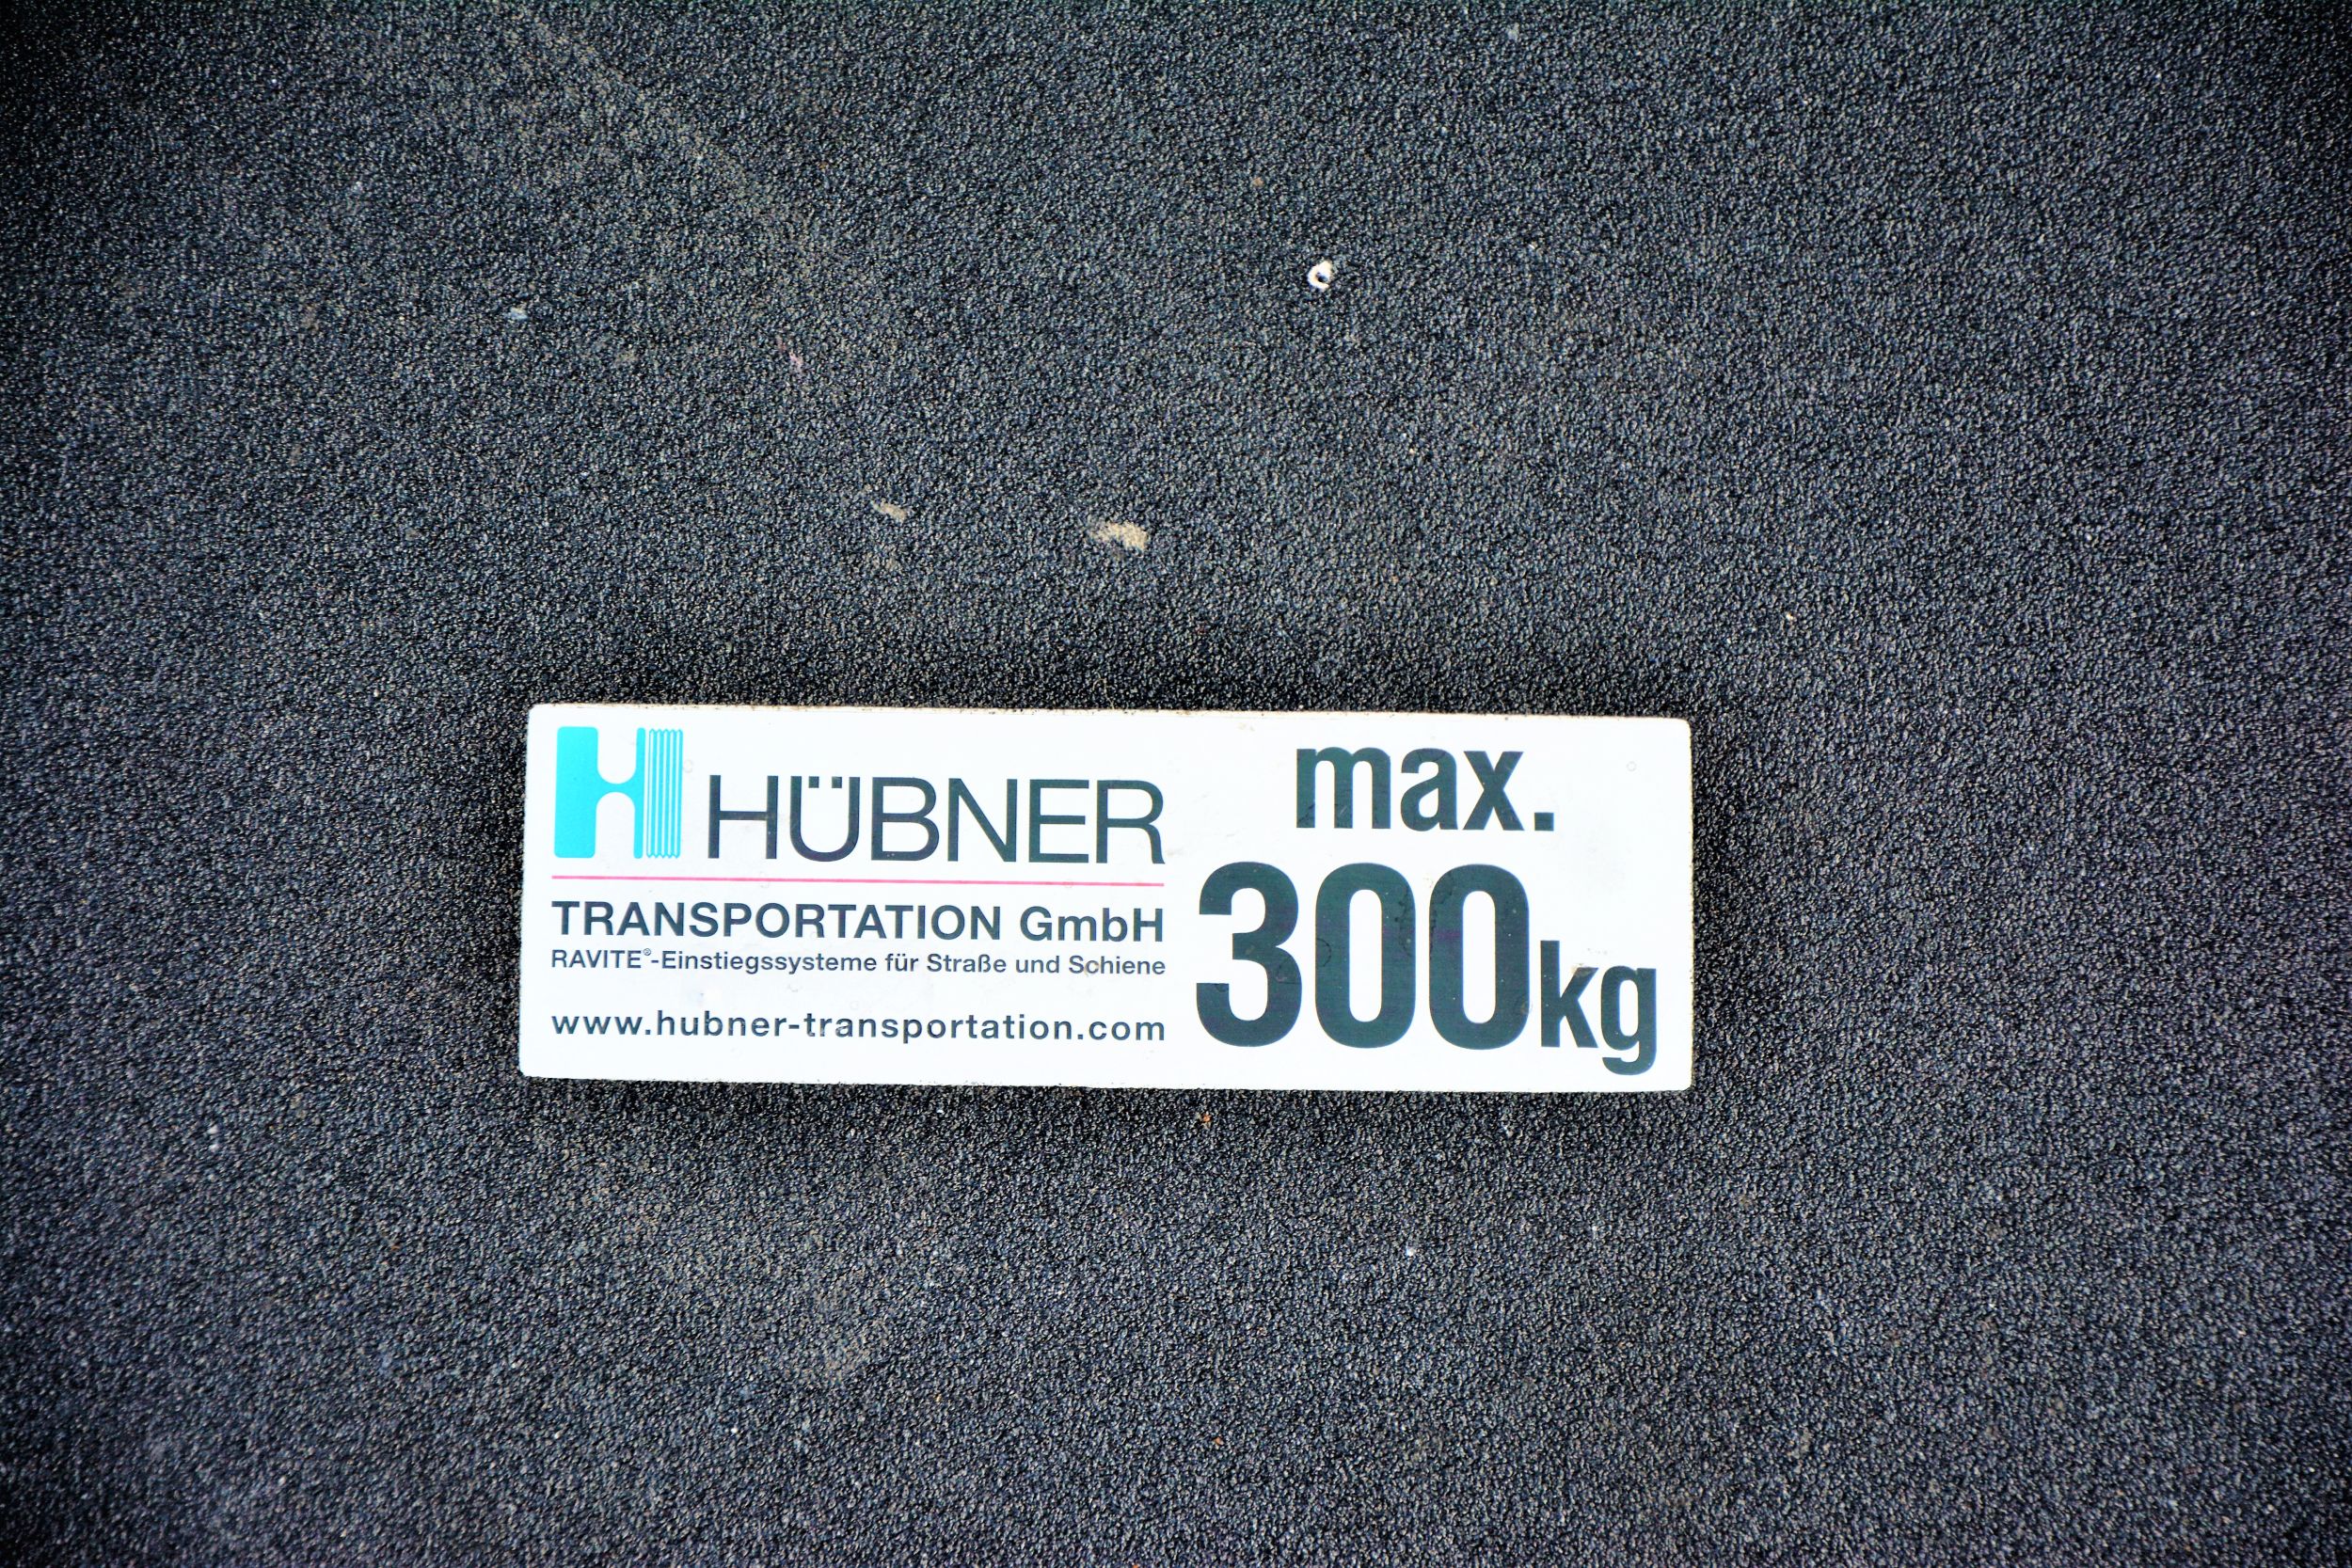 HÜBNER
TRANSPORTATION GmbH
RAVITE®-Einstiegssysteme für Straße und Schiene
www.hubner-transportation.com
max.
300kg